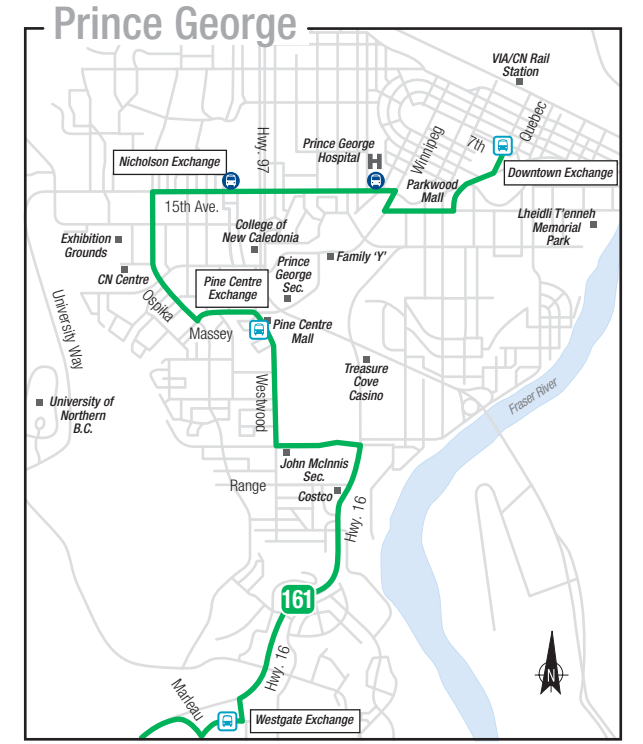 Prince George
VIA/CN Rail
Station
Quebec
Winnipeg
7th
Hwy. 97
Prince George
Hospital
H
Nicholson Exchange
Downtown Exchange
Parkwood
Mall
15th Ave.
College of
New Caledonia
Lheidli T'enneh
Memorial
Park
Exhibition
Grounds
CN Centre
Prince
George
Sec.
Family ‘Y’
Pine Centre
Exchange
Ospika
University Way
Massey
Pine Centre
Mall
Treasure
Cove
Casino
Westwood
Fraser River
University of
Northern
B.C.
John McInnis
Sec.
Range
Costco
Hwy. 16
161
Hwy. 16
N
Marleau
Westgate Exchange